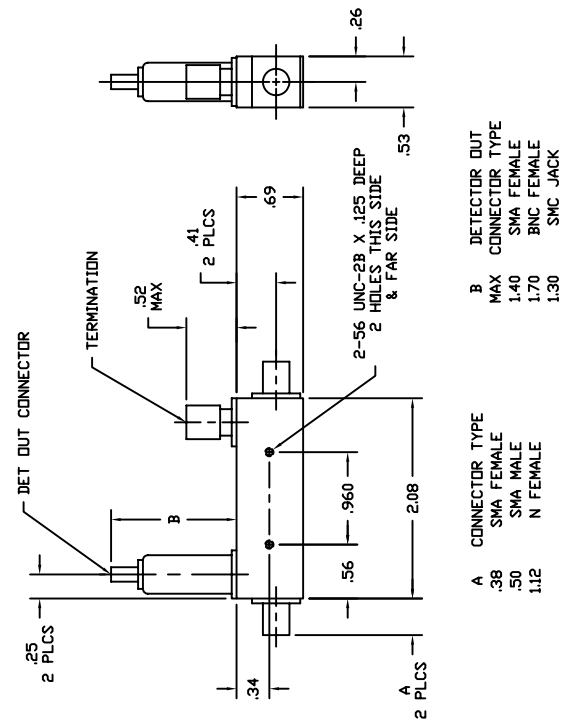 DET OUT CONNECTOR
TERMINATION
.25
2 PLCS
B
.52
MAX
.41
2 PLCS
.34
.69
.56
.960
2.08
A
2 PLCS
2-56 UNC-2B X .125 DEEP
2 HOLES THIS SIDE
& FAR SIDE
.26
.53
A CONNECTOR TYPE
.38 SMA FEMALE
.50 SMA MALE
1.12 N FEMALE
B DETECTOR OUT
MAX CONNECTOR TYPE
1.40 SMA FEMALE
1.70 BNC FEMALE
1.30 SMC JACK